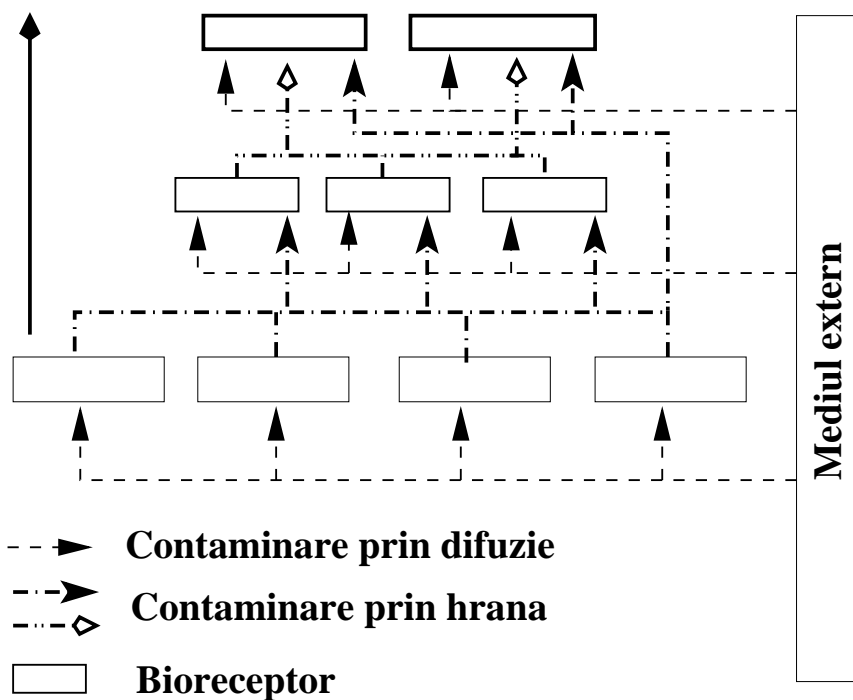 Mediul extern
Contaminare prin difuzie
Contaminare prin hrana
Bioreceptor